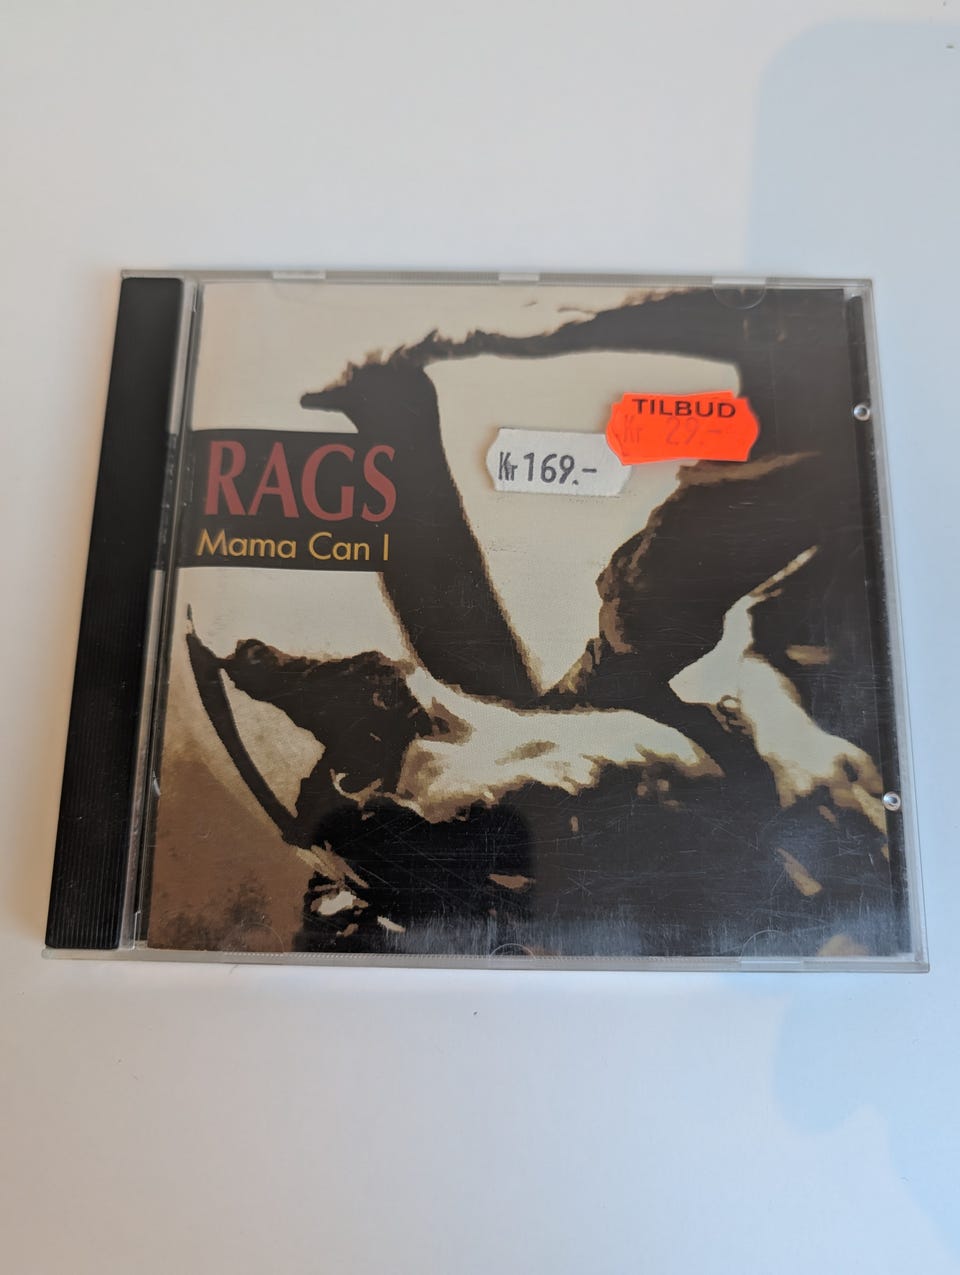 TILBUD
Kr 29.-
Kr 169.-
RAGS
Mama Can I